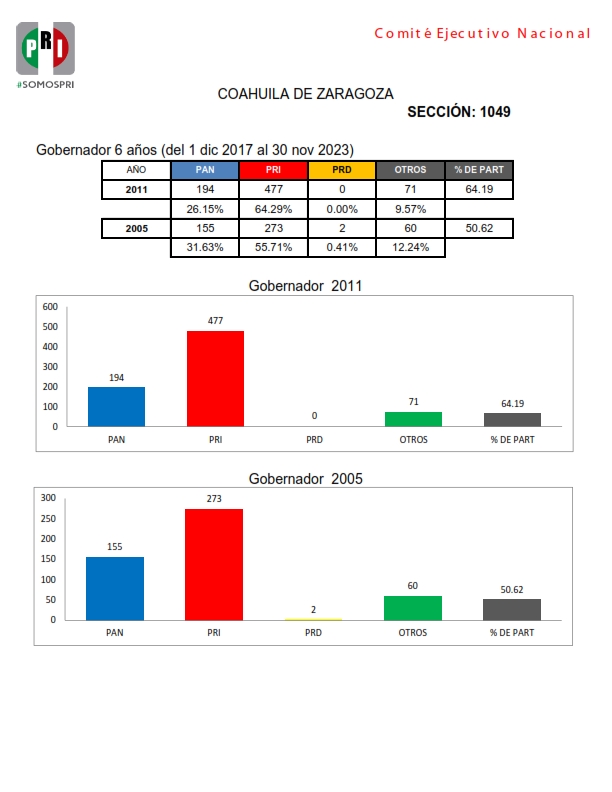 PRI
#SOMOSPRI
Comité Ejecutivo Nacional
COAHUILA DE ZARAGOZA
SECCIÓN: 1049
Gobernador 6 años (del 1 dic 2017 al 30 nov 2023)
AÑO PAN PRI PRD OTROS % DE PART
2011 194 477 0 71 64.19
26.15% 64.29% 0.00% 9.57%
2005 155 273 2 60 50.62
31.63% 55.71% 0.41% 12.24%
Gobernador 2011
600
500
400
300
200
100
0
194
477
0
71
64.19
PAN PRI PRD OTROS % DE PART
Gobernador 2005
300
250
200
150
100
50
0
155
273
2
60
50.62
PAN PRI PRD OTROS % DE PART